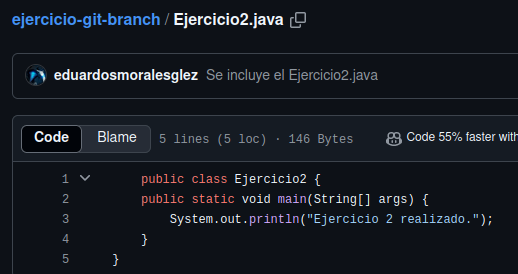 ejercicio-git-branch / Ejercicio2.java
eduardosmoralesglez Se incluye el Ejercicio2.java
Code Blame 5 lines (5 loc) · 146 Bytes Code 55% faster with
1 public class Ejercicio2 {
2 public static void main(String[] args) {
3 System.out.println("Ejercicio 2 realizado.");
4 }
5 }